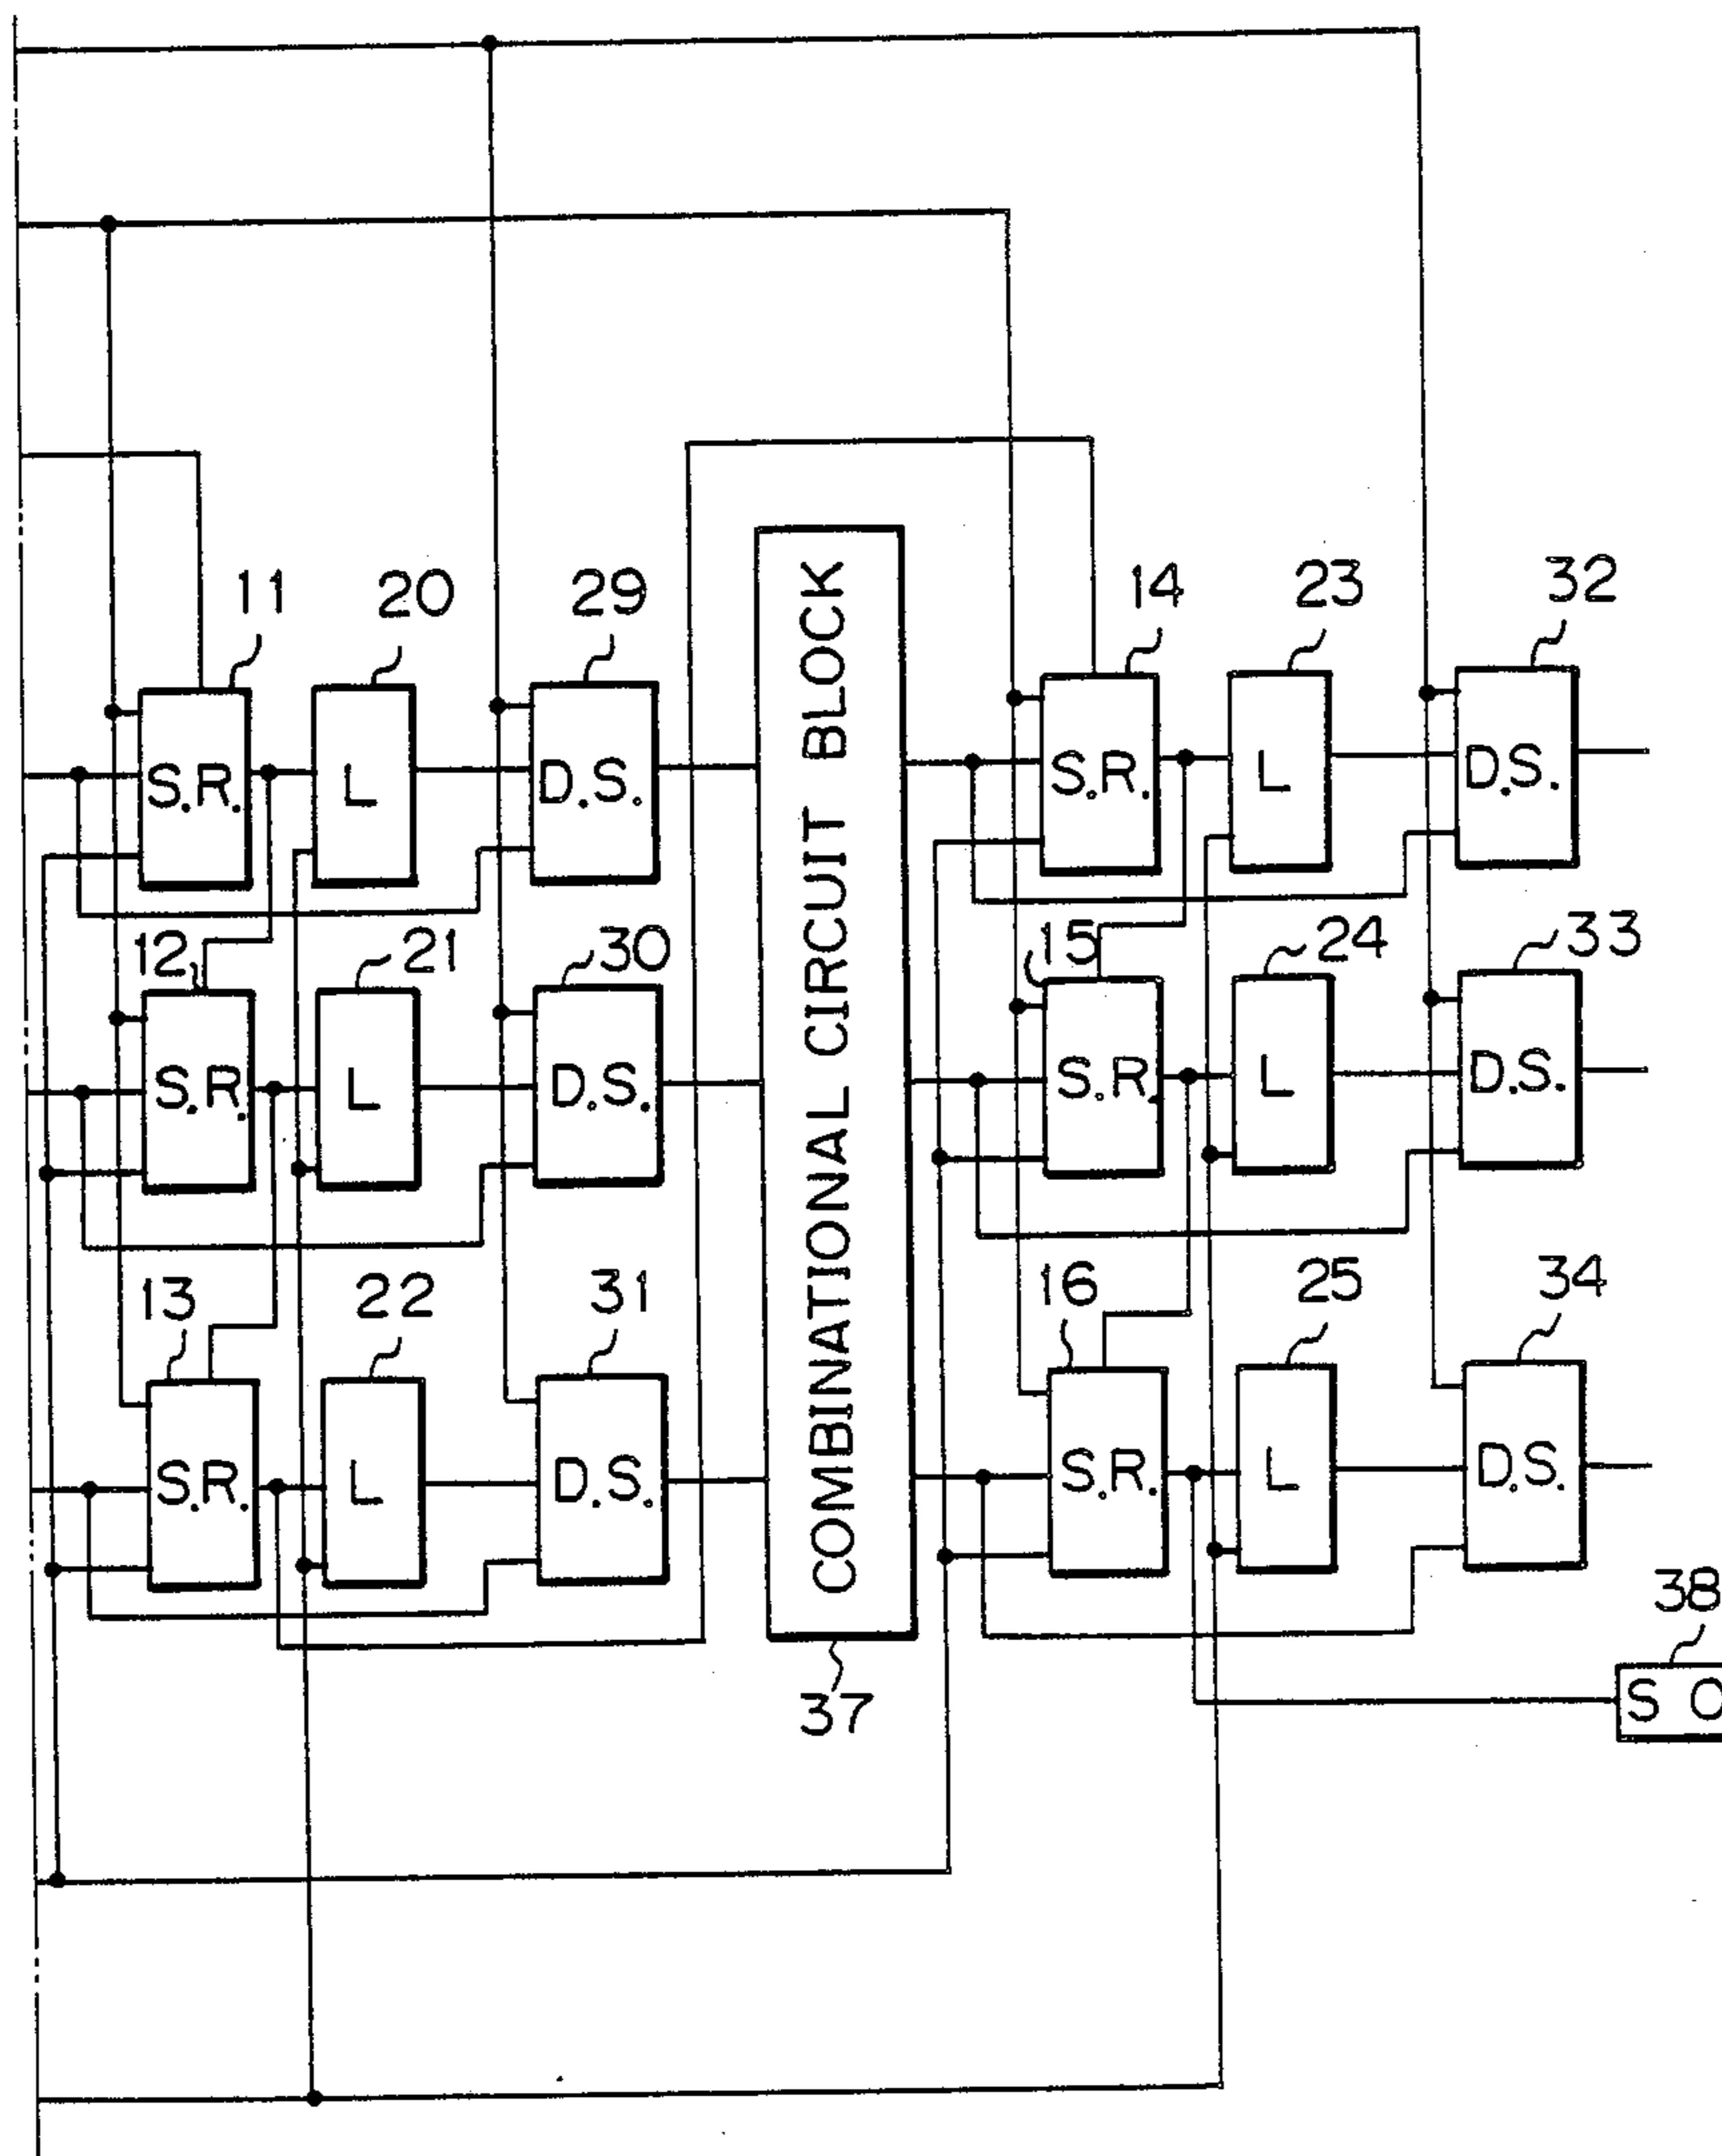 11 20 29 14 23 32
S.R. L D.S. S.R. L D.S.
12 21 30 15 24 33
S.R. L D.S. S.R. L D.S.
13 22 31 16 25 34
S.R. L D.S. S.R. L D.S.
COMBINATIONAL CIRCUIT BLOCK
37
38
S O